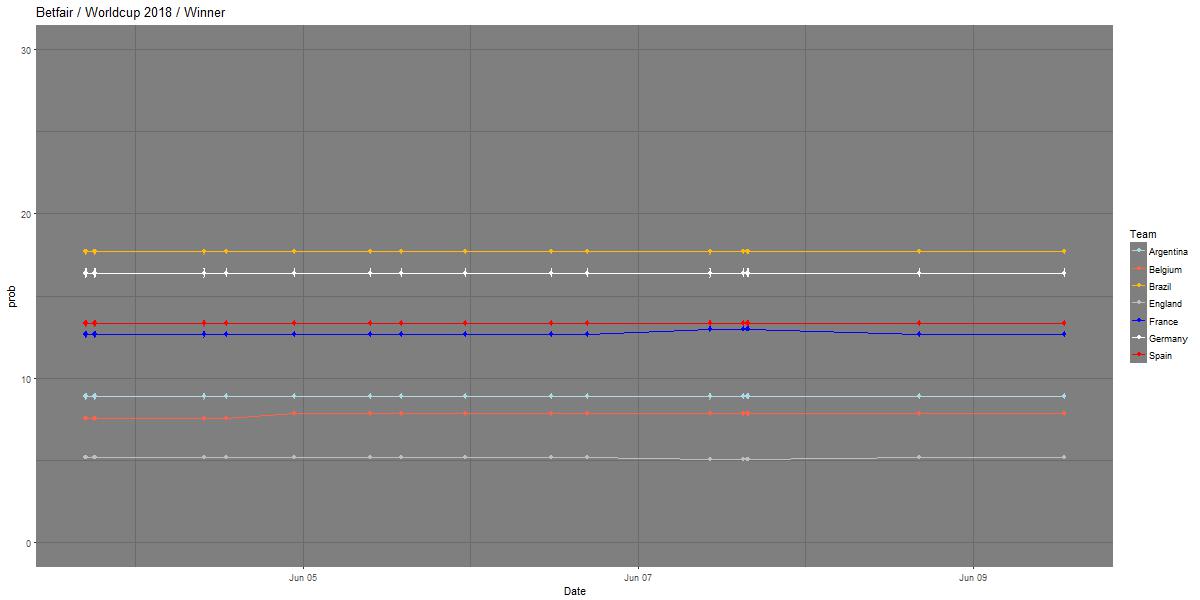 Betfair / Worldcup 2018 / Winner
30
20
10
0
prob
Jun 05
Jun 07
Jun 09
Date
Team
Argentina
Belgium
Brazil
England
France
Germany
Spain